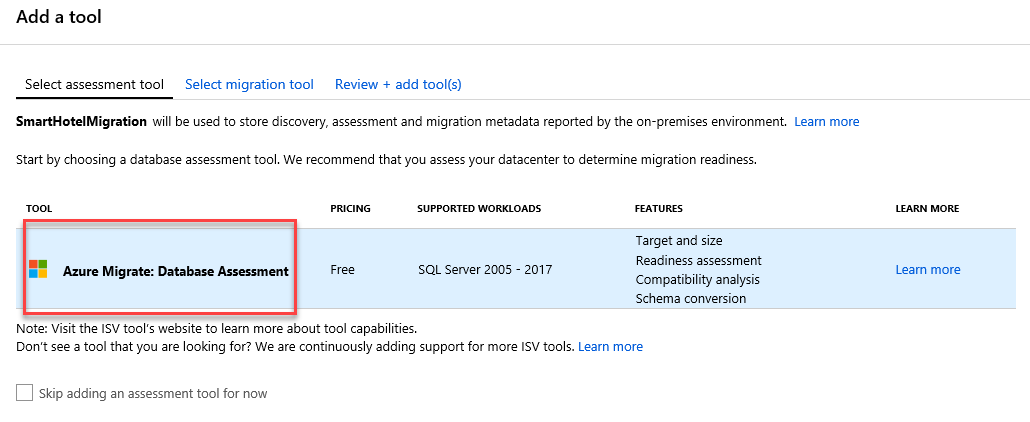 Add a tool
Select assessment tool Select migration tool Review + add tool(s)
SmartHotelMigration will be used to store discovery, assessment and migration metadata reported by the on-premises environment. Learn more
Start by choosing a database assessment tool. We recommend that you assess your datacenter to determine migration readiness.
TOOL PRICING SUPPORTED WORKLOADS FEATURES LEARN MORE
Azure Migrate: Database Assessment Free SQL Server 2005 - 2017 Target and size Learn more
Readiness assessment
Compatibility analysis
Schema conversion
Note: Visit the ISV tool's website to learn more about tool capabilities.
Don't see a tool that you are looking for? We are continuously adding support for more ISV tools. Learn more
Skip adding an assessment tool for now